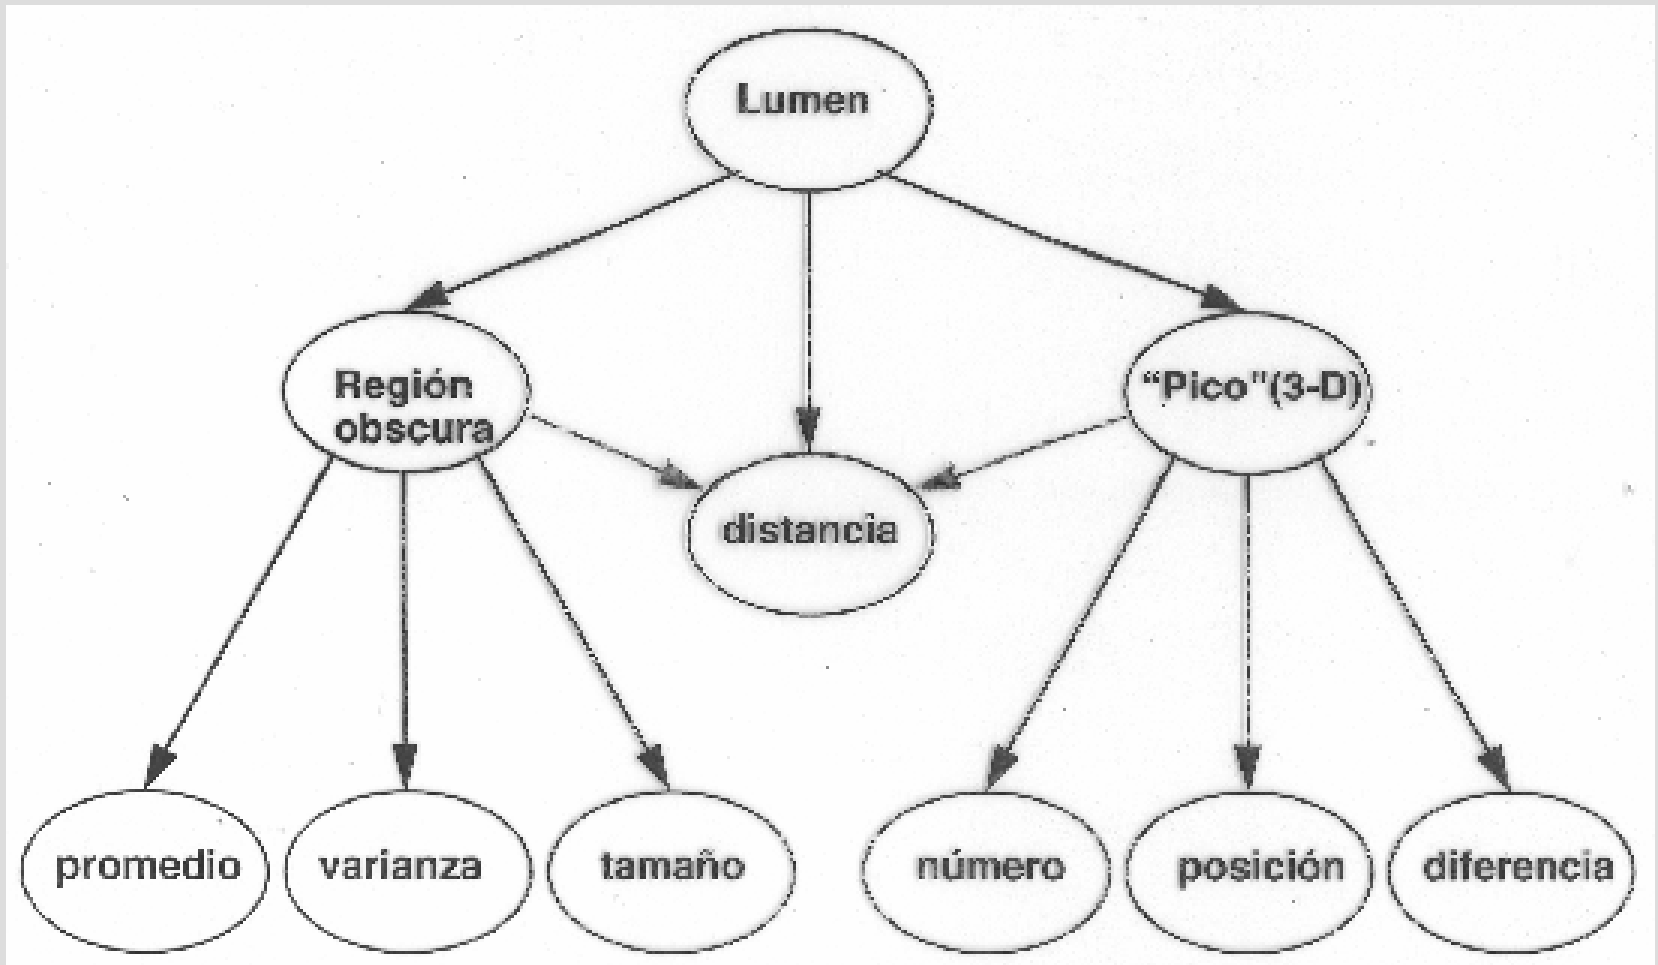 Lumen
Región
obscura
“Pico"(3-D)
distancia
promedio
varianza
tamaño
número
posición
diferencia